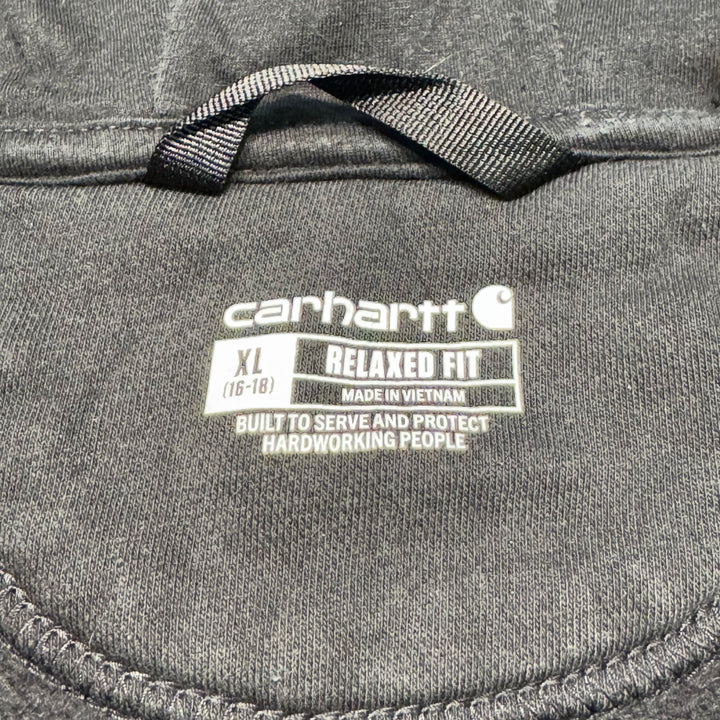 carhartt
XL
(16-18)
RELAXED FIT
MADE IN VIETNAM
BUILT TO SERVE AND PROTECT
HARDWORKING PEOPLE